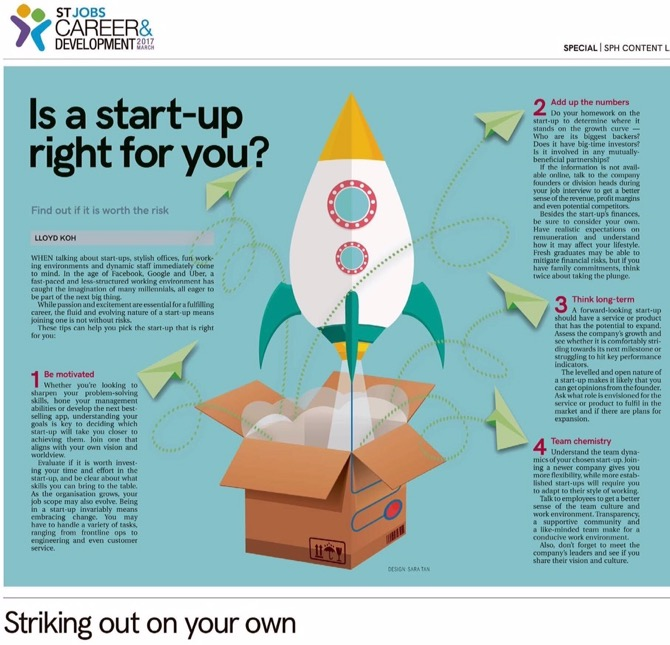 ST JOBS
CAREER&
DEVELOPMENT 2017 MARCH
SPECIAL | SPH CONTENT L
Is a start-up
right for you?
Find out if it is worth the risk
LLOYD KOH
WHEN talking about start-ups, stylish offices, fun work-
ing environments and dynamic staff immediately come
to mind. In the age of Facebook, Google and Uber, a
fast-paced and less-structured working environment has
caught the imagination of many millennials, all eager to
be part of the next big thing.
While passion and excitement are essential for a fulfilling
career, the fluid and evolving nature of a start-up means
joining one is not without risks.
These tips can help you pick the start-up that is right
for you:
1 Be motivated
Whether you're looking to
sharpen your problem-solving
skills, hone your management
abilities or develop the next best-
selling app, understanding your
goals is key to deciding which
start-up will take you closer to
achieving them. Join one that
aligns with your own vision and
worldview.
Evaluate if it is worth invest-
ing your time and effort in the
start-up, and be clear about what
skills you can bring to the table.
As the organisation grows, your
job scope may also evolve. Being
in a start-up invariably means
embracing change. You may
have to handle a variety of tasks,
ranging from frontline ops to
engineering and even customer
service.
2 Add up the numbers
Do your homework on the
start-up to determine where it
stands on the growth curve —
Who are its biggest backers?
Does it have big-time investors?
Is it involved in any mutually-
beneficial partnerships?
If the information is not avail-
able online, talk to the company
founders or division heads during
your job interview to get a better
sense of the revenue, profit margins
and even potential competitors.
Besides the start-up's finances,
be sure to consider your own.
Have realistic expectations on
remuneration and understand
how it may affect your lifestyle.
Fresh graduates may be able to
mitigate financial risks, but if you
have family commitments, think
twice about taking the plunge.
3 Think long-term
A forward-looking start-up
should have a service or product
that has the potential to expand.
Assess the company's growth and
see whether it is comfortably stri-
ding towards its next milestone or
struggling to hit key performance
indicators.
The levelled and open nature of
a start-up makes it likely that you
can get opinions from the founder.
Ask what role is envisioned for the
service or product to fulfil in the
market and if there are plans for
expansion.
4 Team chemistry
Understand the team dyna-
mics of your chosen start-up. Join-
ing a newer company gives you
more flexibility, while more estab-
lished start-ups will require you
to adapt to their style of working.
Talk to employees to get a better
sense of the team culture and
work environment. Transparency,
a supportive community and
a like-minded team make for a
conducive work environment.
Also, don't forget to meet the
company's leaders and see if you
share their vision and culture.
DESIGN: SARA TAN
Striking out on your own